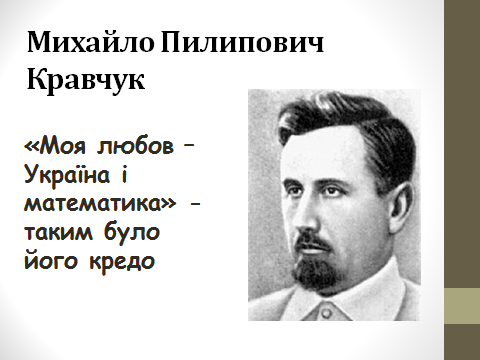 Михайло Пилипович
Кравчук
«Моя любов –
Україна і
математика» -
таким було
його кредо